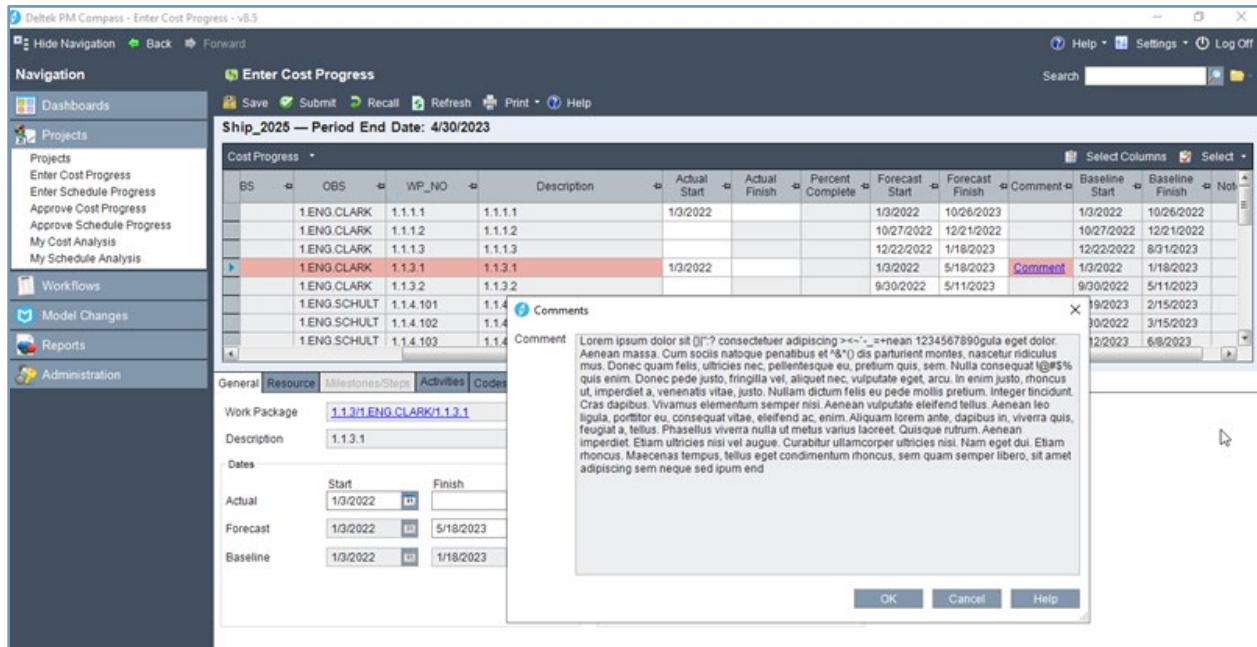 Deltek PM Compass - Enter Cost Progress - v8.5
Hide Navigation Back Forward Help Settings Log Off
Navigation Enter Cost Progress Search
Dashboards Save Submit Recall Refresh Print Help
Projects
Ship_2025 — Period End Date: 4/30/2023
Projects
Enter Cost Progress
Enter Schedule Progress
Approve Cost Progress
Approve Schedule Progress
My Cost Analysis
My Schedule Analysis
Workflows
Model Changes
Reports
Administration
Cost Progress Select Columns Select
BS OBS WP_NO Description Actual Start Actual Finish Percent Complete Forecast Start Forecast Finish Comment Baseline Start Baseline Finish Not
1.ENG.CLARK 1.1.1.1 1.1.1.1 1/3/2022 1/3/2022 10/26/2023 1/3/2022 10/26/2022
1.ENG.CLARK 1.1.1.2 1.1.1.2 10/27/2022 12/21/2022 10/27/2022 12/21/2022
1.ENG.CLARK 1.1.1.3 1.1.1.3 12/22/2022 1/18/2023 12/22/2022 8/31/2023
1.ENG.CLARK 1.1.3.1 1.1.3.1 1/3/2022 1/3/2022 5/18/2023 Comment 1/3/2022 1/18/2023
1.ENG.CLARK 1.1.3.2 1.1.3.2 9/30/2022 5/11/2023 9/30/2022 5/11/2023
1.ENG.SCHULT 1.1.4.101 1.1.4 19/2023 2/15/2023
1.ENG.SCHULT 1.1.4.102 1.1.4 30/2022 3/15/2023
1.ENG.SCHULT 1.1.4.103 1.1.4 12/2023 6/8/2023
General Resource Milestones/Steps Activities Codes
Work Package 1.1.3/1.ENG.CLARK/1.1.3.1
Description 1.1.3.1
Dates
Start Finish
Actual 1/3/2022
Forecast 1/3/2022 5/18/2023
Baseline 1/3/2022 1/18/2023
Comments
Comment
Lorem ipsum dolor sit {}|":? consectetuer adipiscing ><~`-_=+nean 1234567890gula eget dolor.
Aenean massa. Cum sociis natoque penatibus et ^&*() dis parturient montes, nascetur ridiculus
mus. Donec quam felis, ultricies nec, pellentesque eu, pretium quis, sem. Nulla consequat !@#$%
quis enim. Donec pede justo, fringilla vel, aliquet nec, vulputate eget, arcu. In enim justo, rhoncus
ut, imperdiet a, venenatis vitae, justo. Nullam dictum felis eu pede mollis pretium. Integer tincidunt.
Cras dapibus. Vivamus elementum semper nisi. Aenean vulputate eleifend tellus. Aenean leo
ligula, porttitor eu, consequat vitae, eleifend ac, enim. Aliquam lorem ante, dapibus in, viverra quis,
feugiat a, tellus. Phasellus viverra nulla ut metus varius laoreet. Quisque rutrum. Aenean
imperdiet. Etiam ultricies nisi vel augue. Curabitur ullamcorper ultricies nisi. Nam eget dui. Etiam
rhoncus. Maecenas tempus, tellus eget condimentum rhoncus, sem quam semper libero, sit amet
adipiscing sem neque sed ipum end
OK Cancel Help